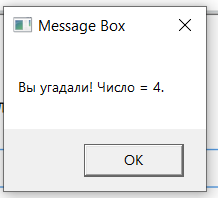 Message Box
Вы угадали! Число = 4.
OK